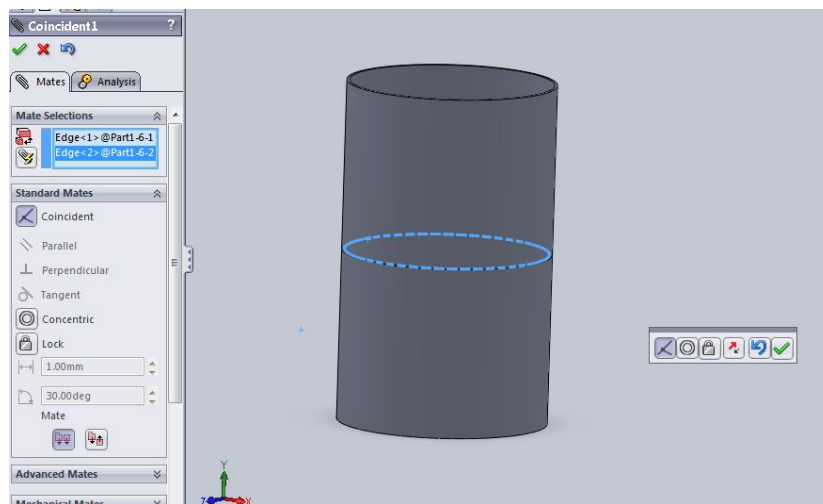 Coincident1 ?
Mates Analysis
Mate Selections
Edge<1>@Part1-6-1
Edge<2>@Part1-6-2
Standard Mates
Coincident
Parallel
Perpendicular
Tangent
Concentric
Lock
1.00mm
30.00deg
Mate
Advanced Mates
Mechanical Mates
Y
Z X